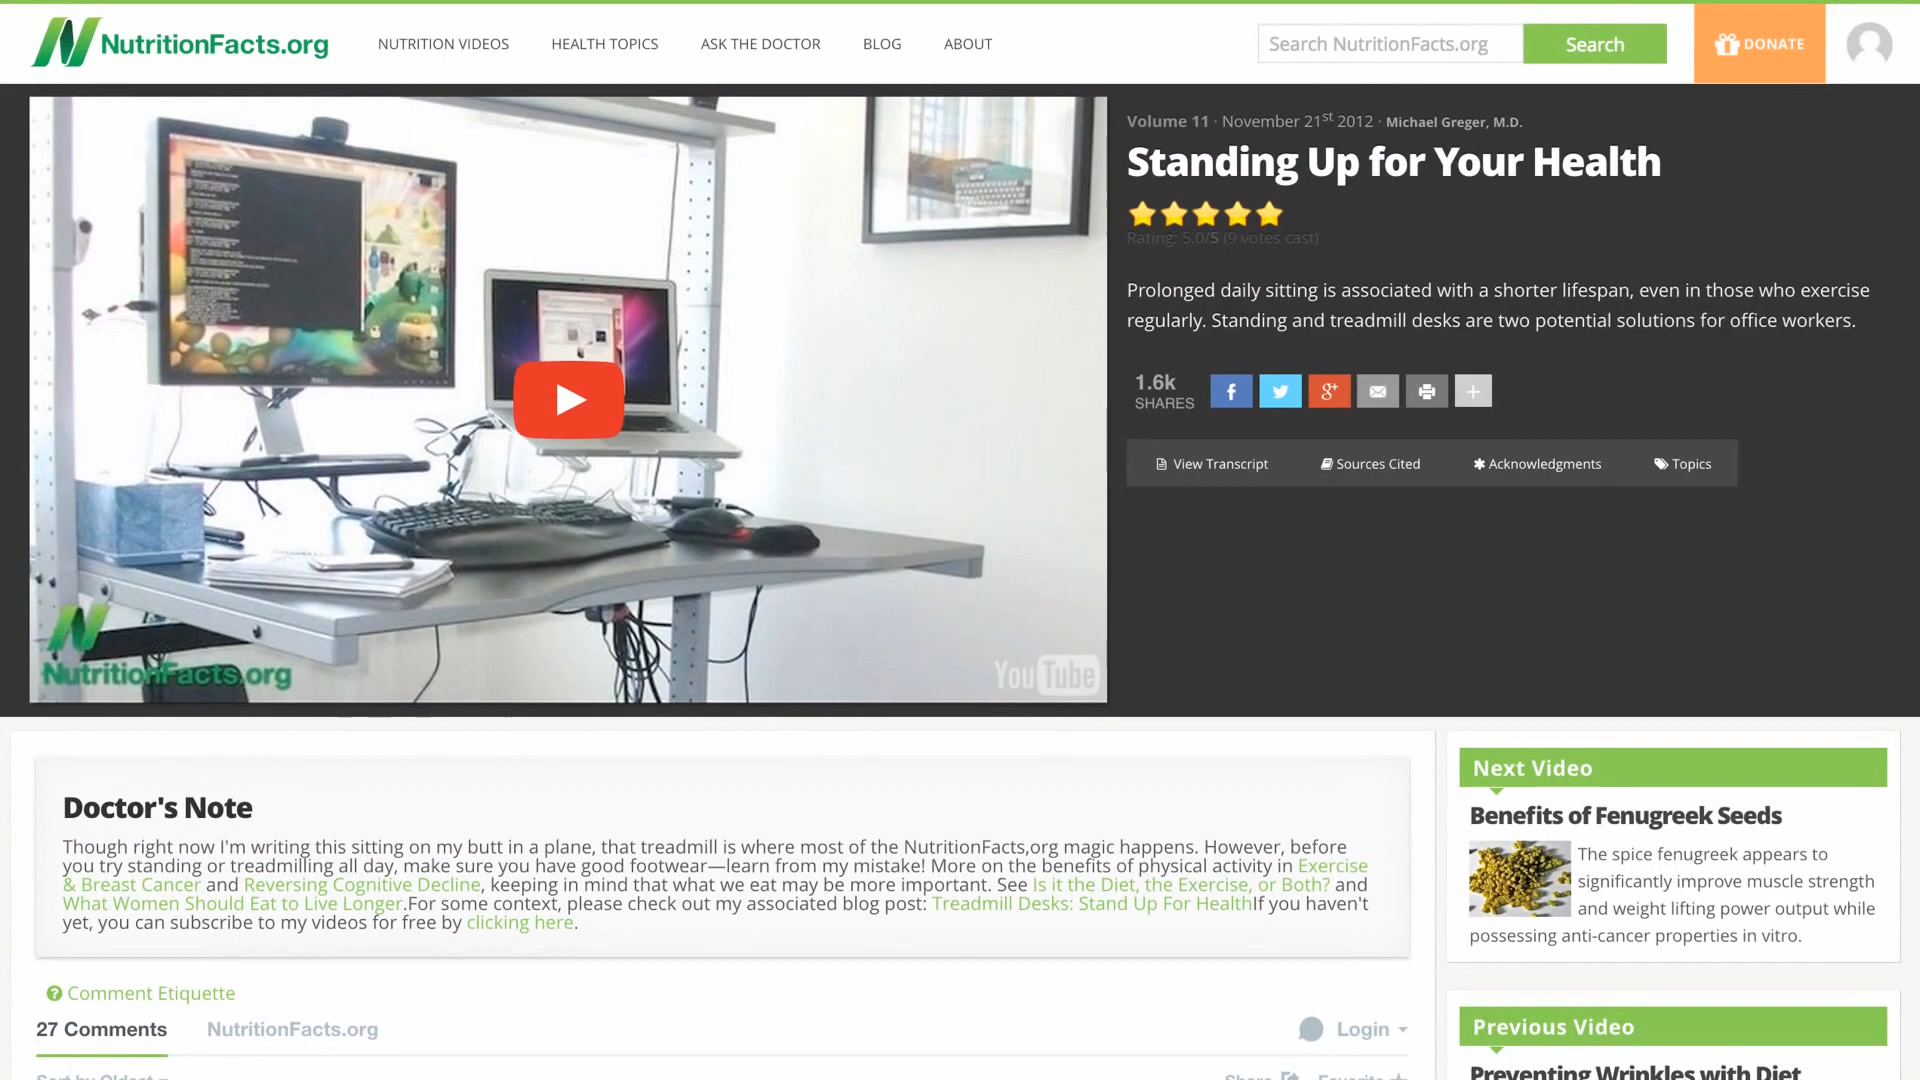 NutritionFacts.org
NUTRITION VIDEOS
HEALTH TOPICS
ASK THE DOCTOR
BLOG
ABOUT
Search NutritionFacts.org
Search
DONATE
Volume 11 · November 21st 2012 · Michael Greger, M.D.
Standing Up for Your Health
Rating: 5.0/5 (9 votes cast)
Prolonged daily sitting is associated with a shorter lifespan, even in those who exercise
regularly. Standing and treadmill desks are two potential solutions for office workers.
1.6k
SHARES
View Transcript
Sources Cited
Acknowledgments
Topics
NutritionFacts.org
YouTube
Doctor's Note
Though right now I'm writing this sitting on my butt in a plane, that treadmill is where most of the NutritionFacts,org magic happens. However, before
you try standing or treadmilling all day, make sure you have good footwear—learn from my mistake! More on the benefits of physical activity in Exercise
& Breast Cancer and Reversing Cognitive Decline, keeping in mind that what we eat may be more important. See Is it the Diet, the Exercise, or Both? and
What Women Should Eat to Live Longer.For some context, please check out my associated blog post: Treadmill Desks: Stand Up For HealthIf you haven't
yet, you can subscribe to my videos for free by clicking here.
Comment Etiquette
27 Comments
NutritionFacts.org
Login
Sort by Oldest
Share
Favorite
Next Video
Benefits of Fenugreek Seeds
The spice fenugreek appears to
significantly improve muscle strength
and weight lifting power output while
possessing anti-cancer properties in vitro.
Previous Video
Preventing Wrinkles with Diet